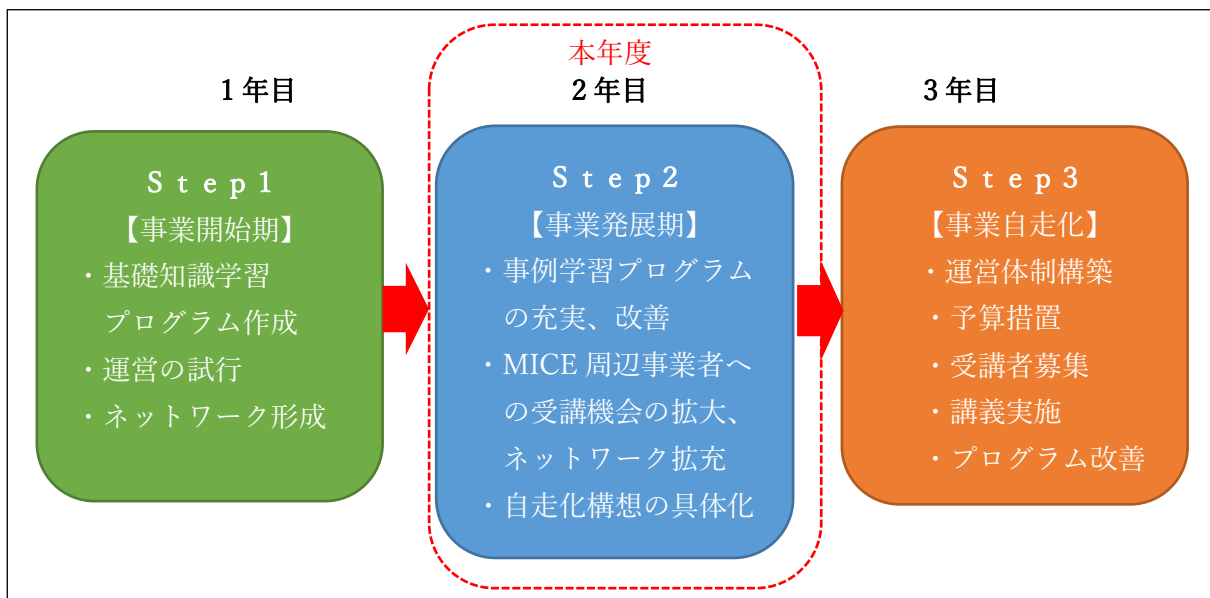 本年度
1年目
2年目
3年目
Step1
【事業開始期】
・基礎知識学習
プログラム作成
・運営の試行
・ネットワーク形成
Step2
【事業発展期】
・事例学習プログラム
の充実、改善
・MICE 周辺事業者へ
の受講機会の拡大、
ネットワーク拡充
・自走化構想の具体化
Step3
【事業自走化】
・運営体制構築
・予算措置
・受講者募集
・講義実施
・プログラム改善